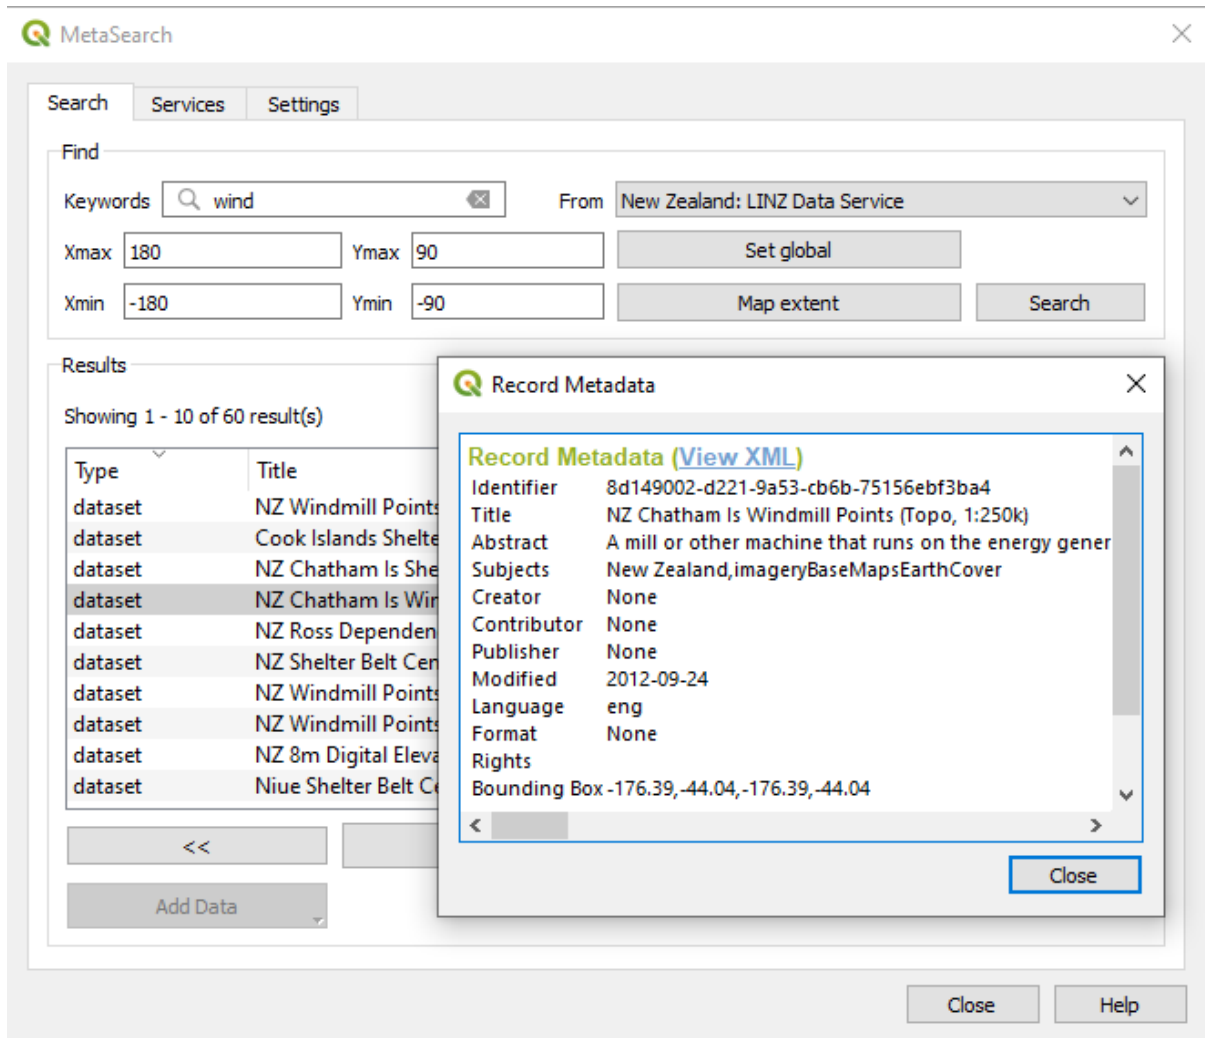 MetaSearch
Search Services Settings
Find
Keywords wind From New Zealand: LINZ Data Service
Xmax 180 Ymax 90 Set global
Xmin -180 Ymin -90 Map extent Search
Results
Showing 1 - 10 of 60 result(s)
Type Title
dataset NZ Windmill Points
dataset Cook Islands Shelte
dataset NZ Chatham Is She
dataset NZ Chatham Is Win
dataset NZ Ross Dependen
dataset NZ Shelter Belt Cen
dataset NZ Windmill Points
dataset NZ Windmill Points
dataset NZ 8m Digital Eleva
dataset Niue Shelter Belt Ce
<<
Add Data
Record Metadata
Record Metadata (View XML)
Identifier 8d149002-d221-9a53-cb6b-75156ebf3ba4
Title NZ Chatham Is Windmill Points (Topo, 1:250k)
Abstract A mill or other machine that runs on the energy gener
Subjects New Zealand,imageryBaseMapsEarthCover
Creator None
Contributor None
Publisher None
Modified 2012-09-24
Language eng
Format None
Rights
Bounding Box -176.39,-44.04,-176.39,-44.04
Close
Close Help